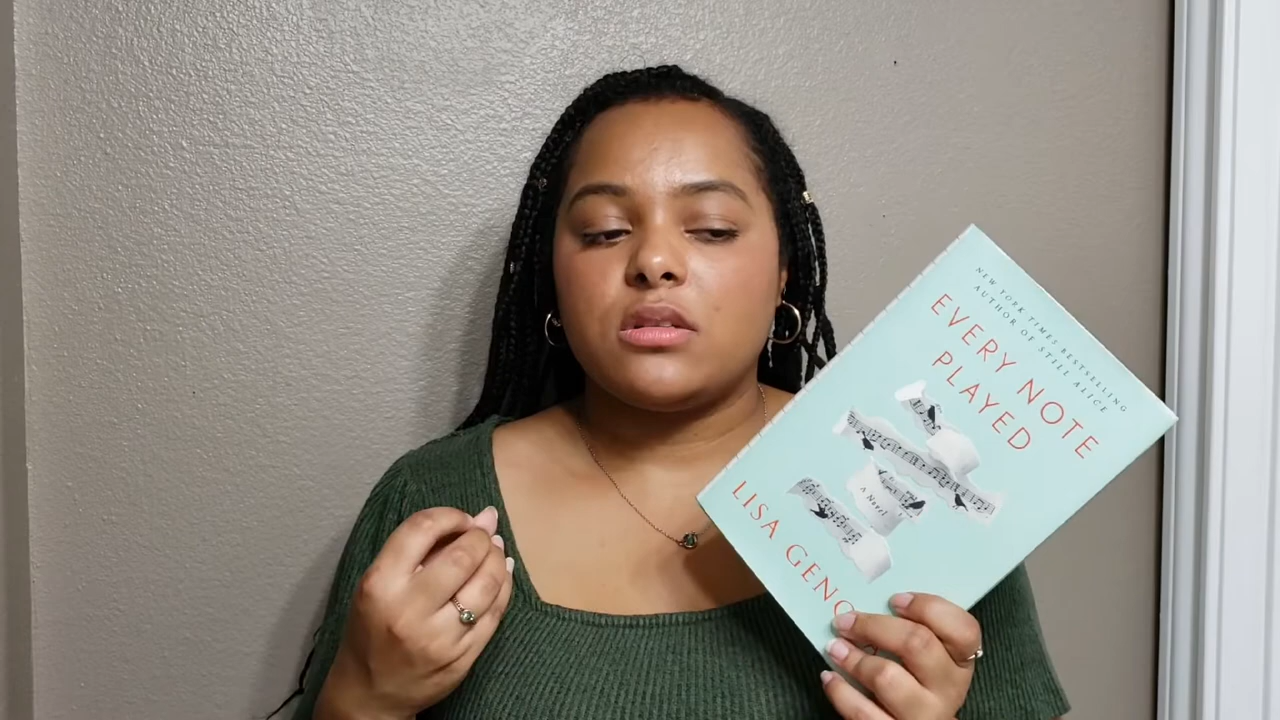 NEW YORK TIMES BESTSELLING
AUTHOR OF STILL ALICE
EVERY NOTE
PLAYED
A Novel
LISA GENO